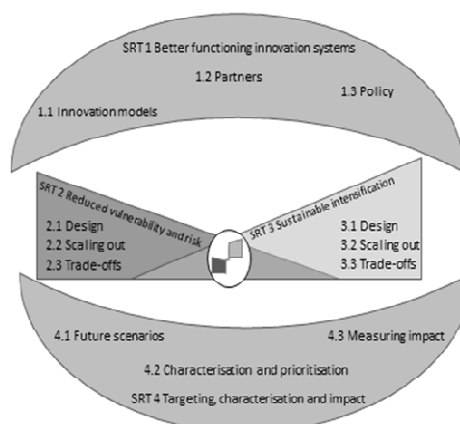 SRT 1 Better functioning innovation systems
1.2 Partners
1.3 Policy
1.1 Innovation models
SRT 2 Reduced vulnerability and risk
2.1 Design
2.2 Scaling out
2.3 Trade-offs
SRT 3 Sustainable intensification
3.1 Design
3.2 Scaling out
3.3 Trade-offs
4.1 Future scenarios
4.3 Measuring impact
4.2 Characterisation and prioritisation
SRT 4 Targeting, characterisation and impact